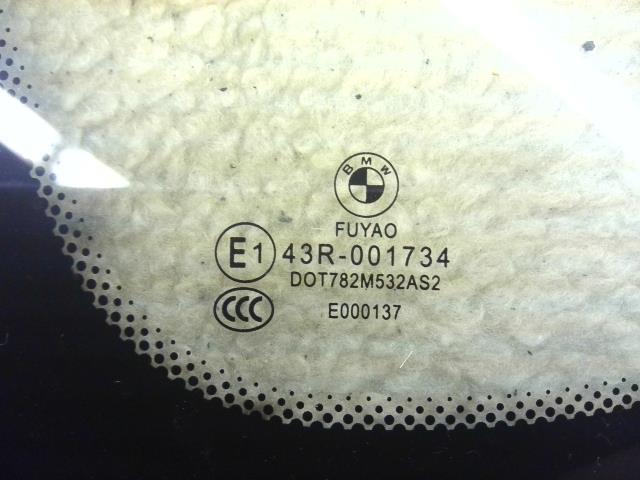 BMW
FUYAO
E1 43R-001734
DOT782M532AS2
CCC E000137